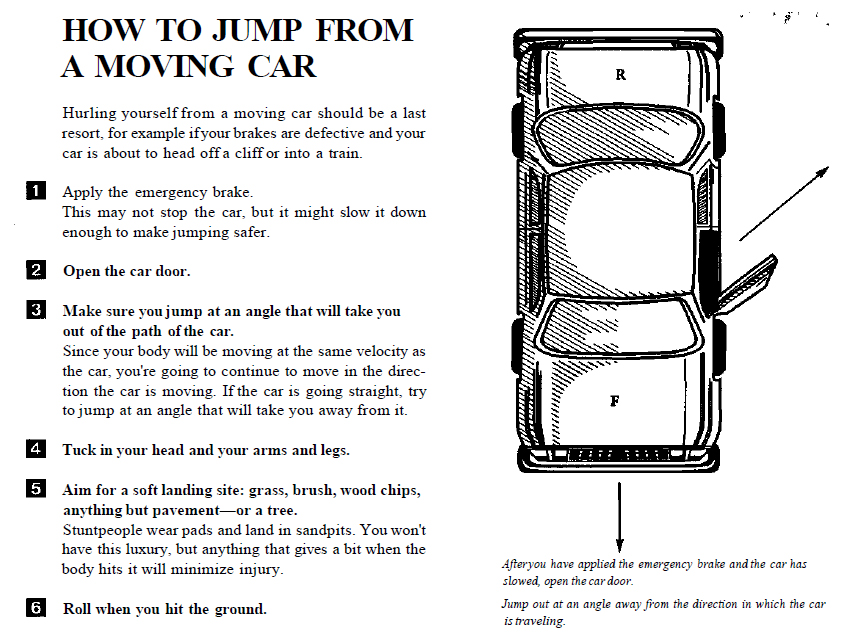 HOW TO JUMP FROM
A MOVING CAR
Hurling yourself from a moving car should be a last
resort, for example if your brakes are defective and your
car is about to head off a cliff or into a train.
1 Apply the emergency brake.
This may not stop the car, but it might slow it down
enough to make jumping safer.
2 Open the car door.
3 Make sure you jump at an angle that will take you
out of the path of the car.
Since your body will be moving at the same velocity as
the car, you're going to continue to move in the direc-
tion the car is moving. If the car is going straight, try
to jump at an angle that will take you away from it.
4 Tuck in your head and your arms and legs.
5 Aim for a soft landing site: grass, brush, wood chips,
anything but pavement—or a tree.
Stuntpeople wear pads and land in sandpits. You won't
have this luxury, but anything that gives a bit when the
body hits it will minimize injury.
6 Roll when you hit the ground.
R
F
After you have applied the emergency brake and the car has
slowed, open the car door.
Jump out at an angle away from the direction in which the car
is traveling.